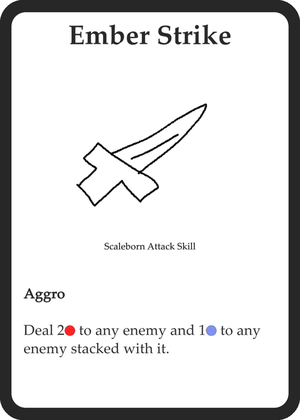 Ember Strike
Scaleborn Attack Skill
Aggro
Deal 2 to any enemy and 1 to any
enemy stacked with it.